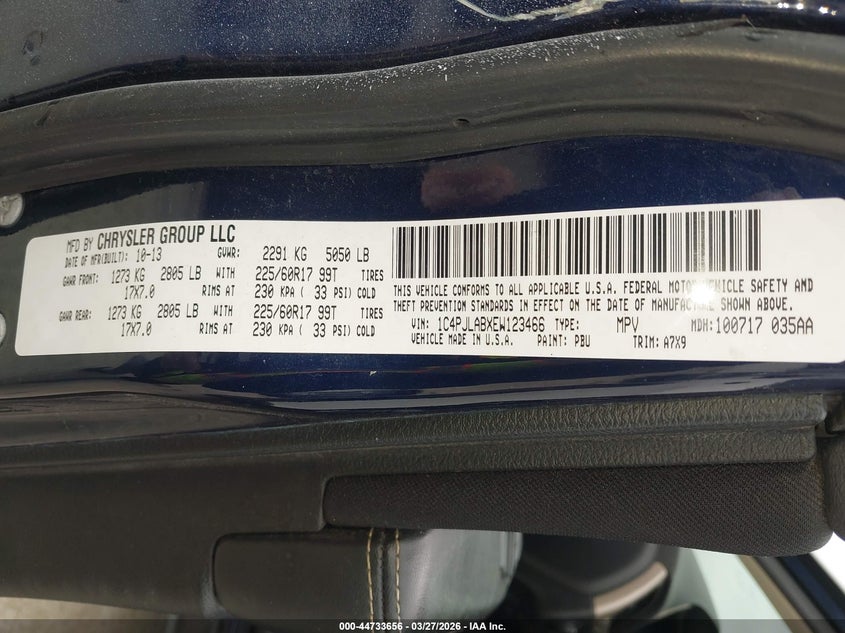 MFD BY CHRYSLER GROUP LLC
DATE OF MFR(BUILT): 10-13 GVWR: 2291 KG 5050 LB
GAWR FRONT: 1273 KG 2805 LB WITH 225/60R17 99T TIRES
17X7.0 RIMS AT 230 KPA ( 33 PSI) COLD
GAWR REAR: 1273 KG 2805 LB WITH 225/60R17 99T TIRES
17X7.0 RIMS AT 230 KPA ( 33 PSI) COLD
THIS VEHICLE CONFORMS TO ALL APPLICABLE U.S.A. FEDERAL MOTOR VEHICLE SAFETY AND
THEFT PREVENTION STANDARDS IN EFFECT ON THE DATE OF MANUFACTURE SHOWN ABOVE.
VIN: 1C4PJLABXEW123466 TYPE: MPV MDH: 100717 035AA
VEHICLE MADE IN U.S.A. PAINT: PBU TRIM: A7X9
000-44733656 - 03/27/2026 - IAA Inc.